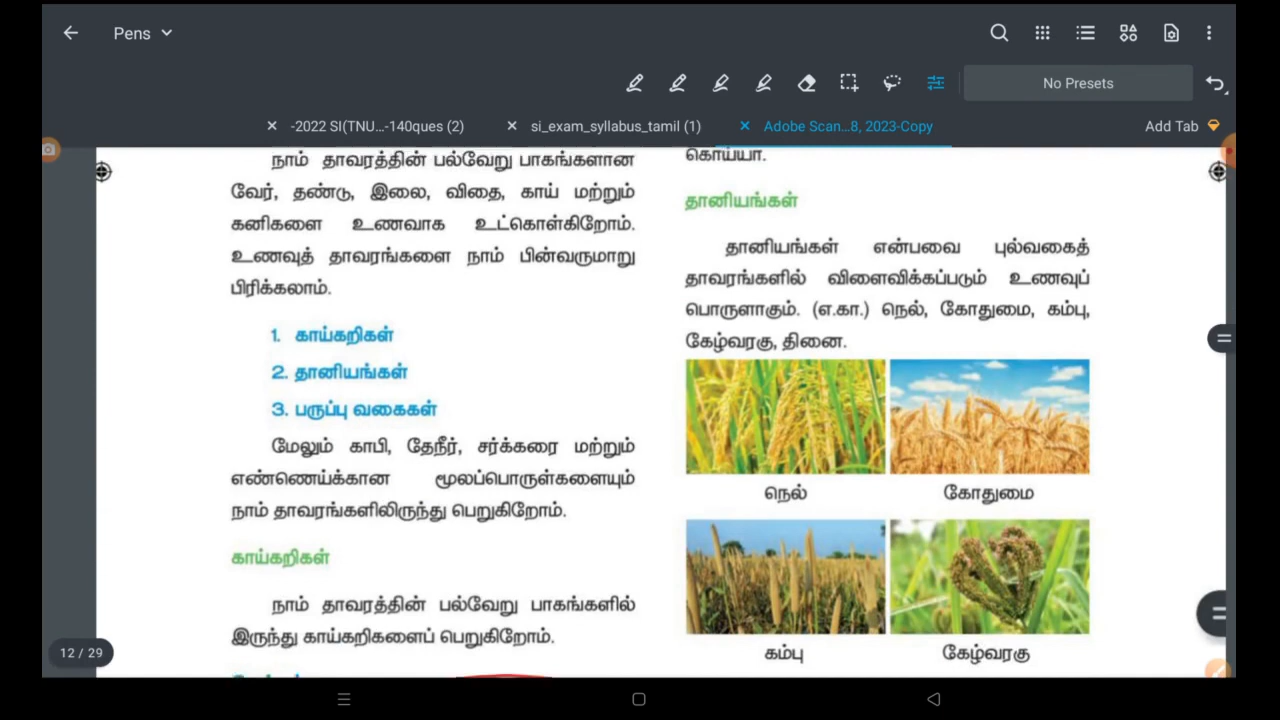 Pens
No Presets
-2022 SI(TNU...-140ques (2)
si_exam_syllabus_tamil (1)
Adobe Scan...8, 2023-Copy
Add Tab
நாம் தாவரத்தின் பல்வேறு பாகங்களான
வேர், தண்டு, இலை, விதை, காய் மற்றும்
கனிகளை உணவாக உட்கொள்கிறோம்.
உணவுத் தாவரங்களை நாம் பின்வருமாறு
பிரிக்கலாம்.
1. காய்கறிகள்
2. தானியங்கள்
3. பருப்பு வகைகள்
மேலும் காபி, தேநீர், சர்க்கரை மற்றும்
எண்ணெய்க்கான மூலப்பொருள்களையும்
நாம் தாவரங்களிலிருந்து பெறுகிறோம்.
காய்கறிகள்
நாம் தாவரத்தின் பல்வேறு பாகங்களில்
இருந்து காய்கறிகளைப் பெறுகிறோம்.
கொய்யா.
தானியங்கள்
தானியங்கள் என்பவை புல்வகைத்
தாவரங்களில் விளைவிக்கப்படும் உணவுப்
பொருளாகும். (எ.கா.) நெல், கோதுமை, கம்பு,
கேழ்வரகு, தினை.
நெல் கோதுமை
கம்பு கேழ்வரகு
12 / 29